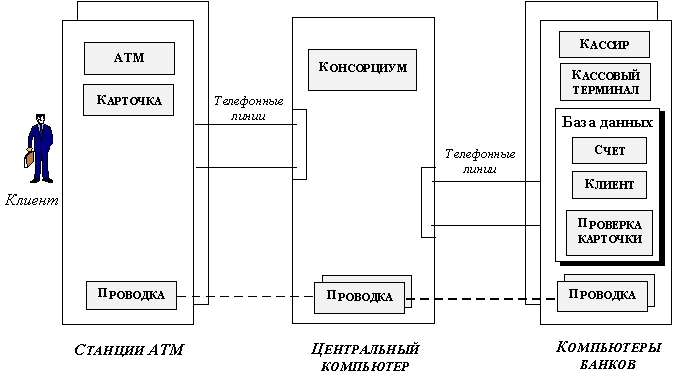 АТМ
КАРТОЧКА
Клиент
ПРОВОДКА
СТАНЦИИ АТМ
Телефонные
линии
КОНСОРЦИУМ
ПРОВОДКА
ЦЕНТРАЛЬНЫЙ
КОМПЬЮТЕР
Телефонные
линии
КАССИР
КАССОВЫЙ
ТЕРМИНАЛ
База данных
СЧЕТ
КЛИЕНТ
ПРОВЕРКА
КАРТОЧКИ
ПРОВОДКА
КОМПЬЮТЕРЫ
БАНКОВ